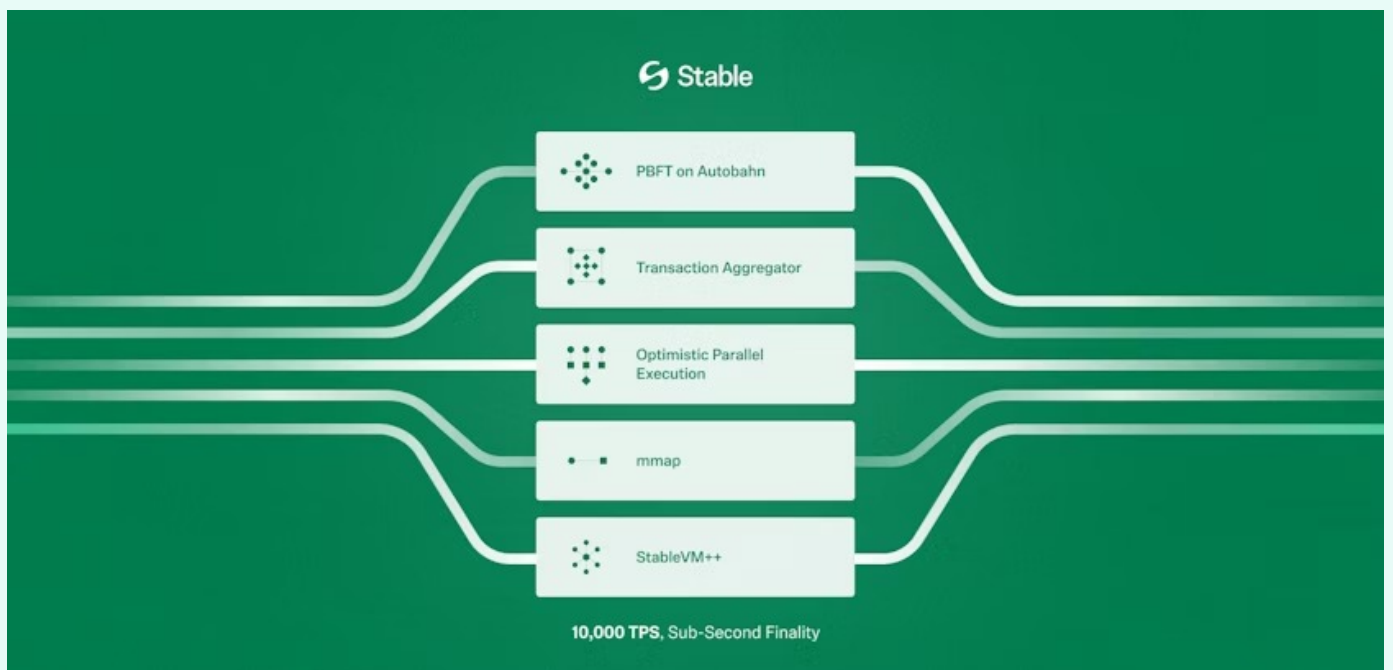 Stable
PBFT on Autobahn
Transaction Aggregator
Optimistic Parallel
Execution
mmap
StableVM++
10,000 TPS, Sub-Second Finality